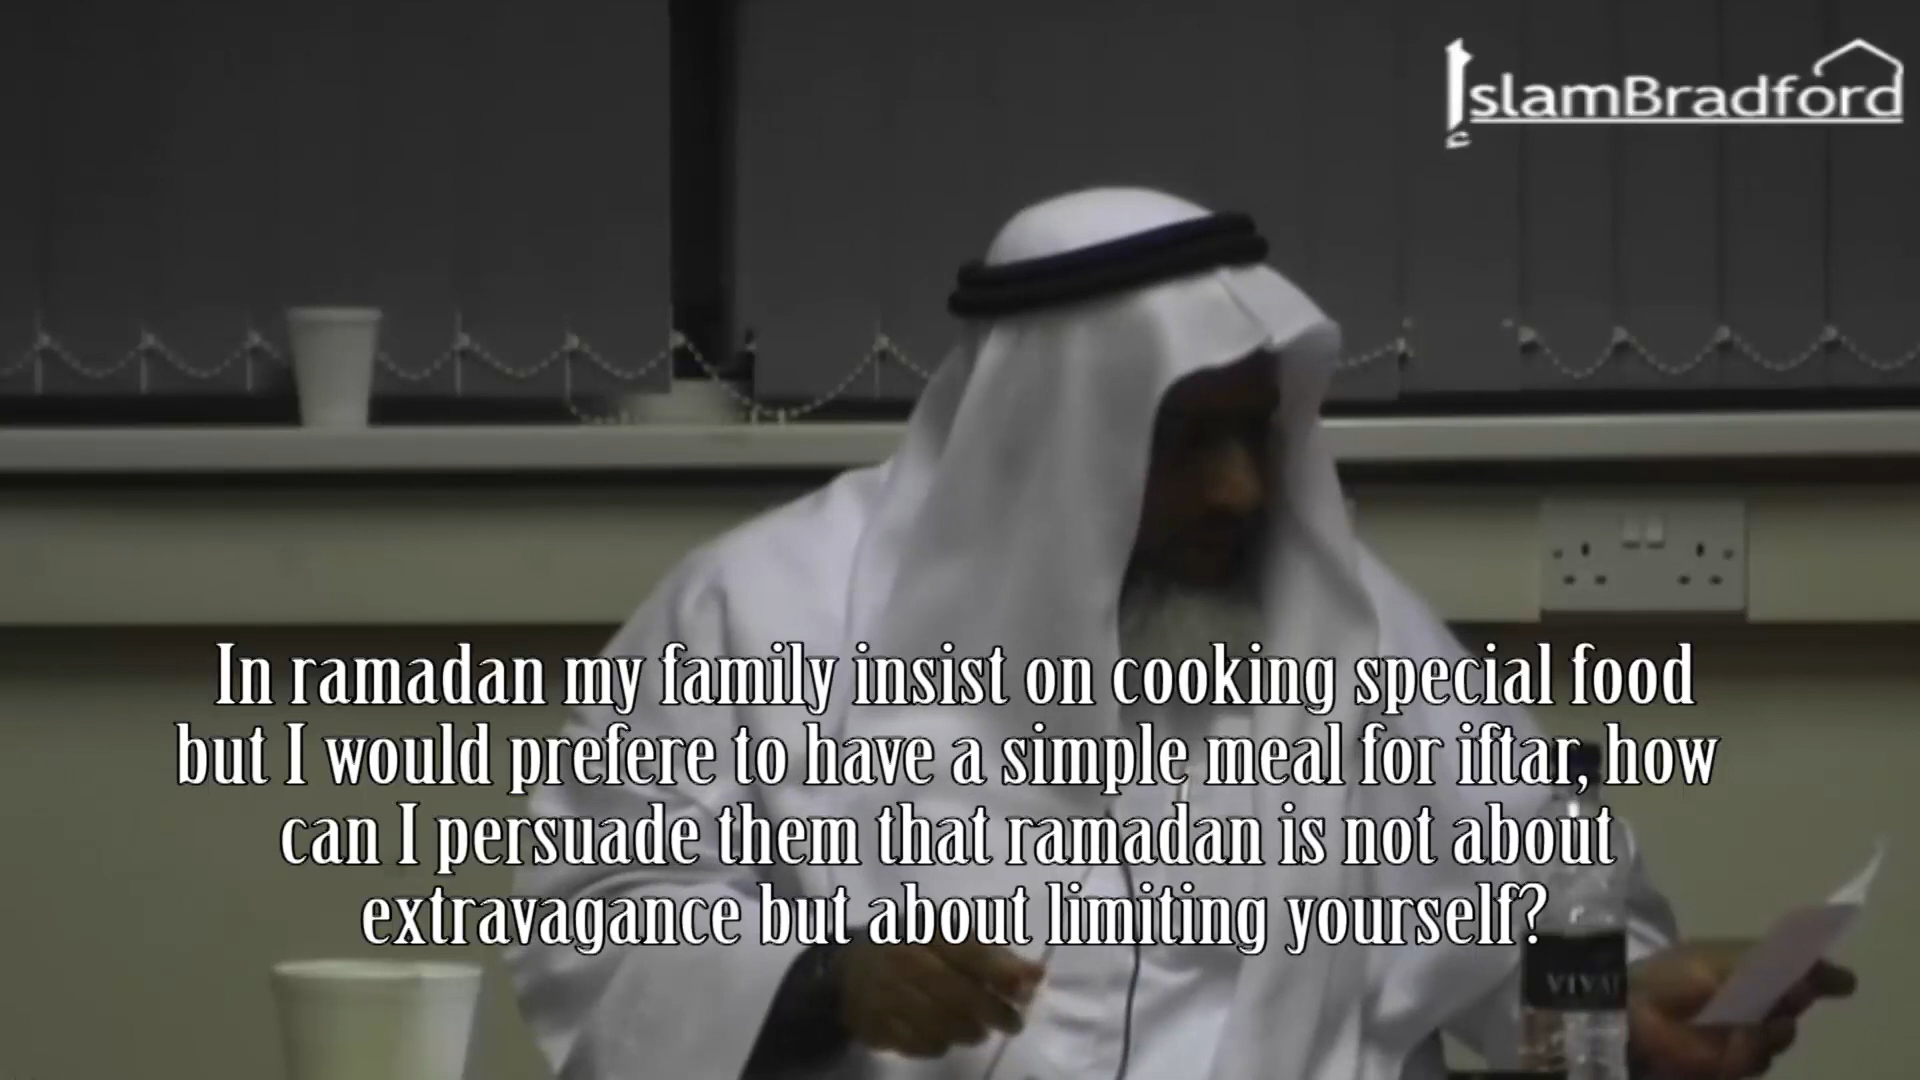 IslamBradford
In ramadan my family insist on cooking special food
but I would prefere to have a simple meal for iftar, how
can I persuade them that ramadan is not about
extravagance but about limiting yourself?